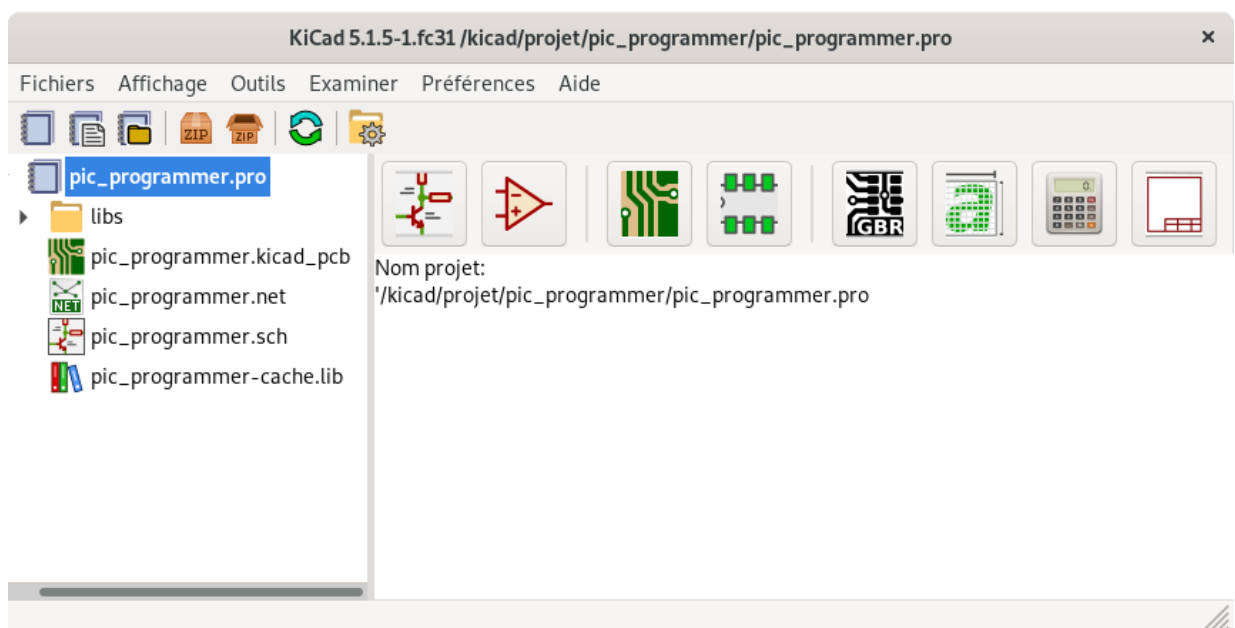 KiCad 5.1.5-1.fc31 /kicad/projet/pic_programmer/pic_programmer.pro
Fichiers Affichage Outils Examiner Préférences Aide
ZIP ZIP
pic_programmer.pro
libs
pic_programmer.kicad_pcb
NET pic_programmer.net
pic_programmer.sch
pic_programmer-cache.lib
GBR a 0.
Nom projet:
'/kicad/projet/pic_programmer/pic_programmer.pro